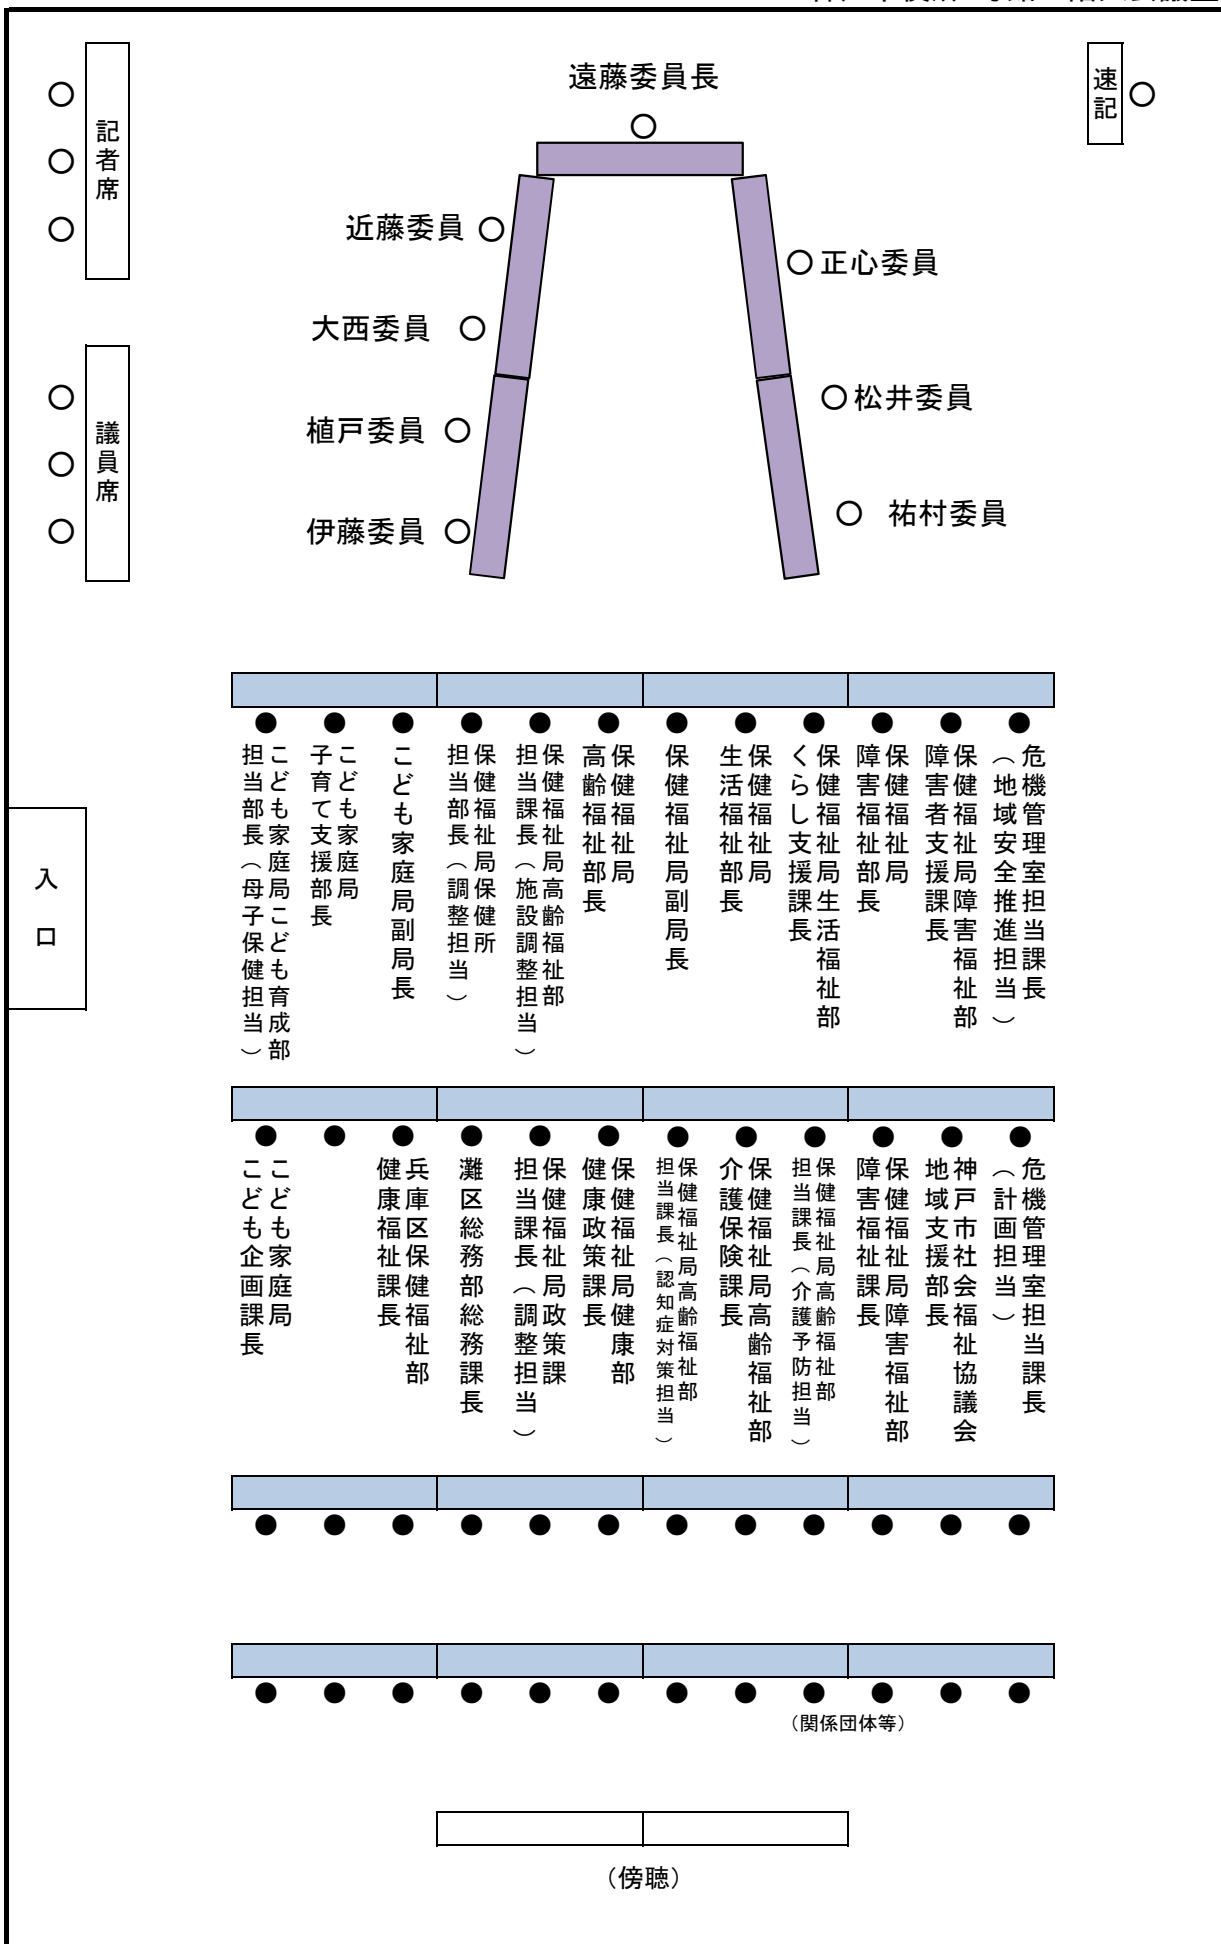 遠藤委員長
速記
記者席
近藤委員
正心委員
大西委員
議員席
松井委員
植戸委員
祐村委員
伊藤委員
危機管理室担当課長
（地域安全推進担当）
保健福祉局障害福祉部
障害者支援課長
保健福祉局
障害福祉部長
保健福祉局生活福祉部
くらし支援課長
保健福祉局
生活福祉部長
保健福祉局副局長
保健福祉局
高齢福祉部長
保健福祉局高齢福祉部
担当課長（施設調整担当）
保健福祉局保健所
担当部長（調整担当）
こども家庭局副局長
こども家庭局
子育て支援部長
こども家庭局こども育成部
担当部長（母子保健担当）
入口
危機管理室担当課長
（計画担当）
神戸市社会福祉協議会
地域支援部長
保健福祉局障害福祉部
障害福祉課長
保健福祉局高齢福祉部
担当課長（介護予防担当）
保健福祉局高齢福祉部
介護保険課長
保健福祉局高齢福祉部
担当課長（認知症対策担当）
保健福祉局健康部
健康政策課長
保健福祉局政策課
担当課長（調整担当）
灘区総務部総務課長
兵庫区保健福祉部
健康福祉課長
こども家庭局
こども企画課長
（関係団体等）
（傍聴）